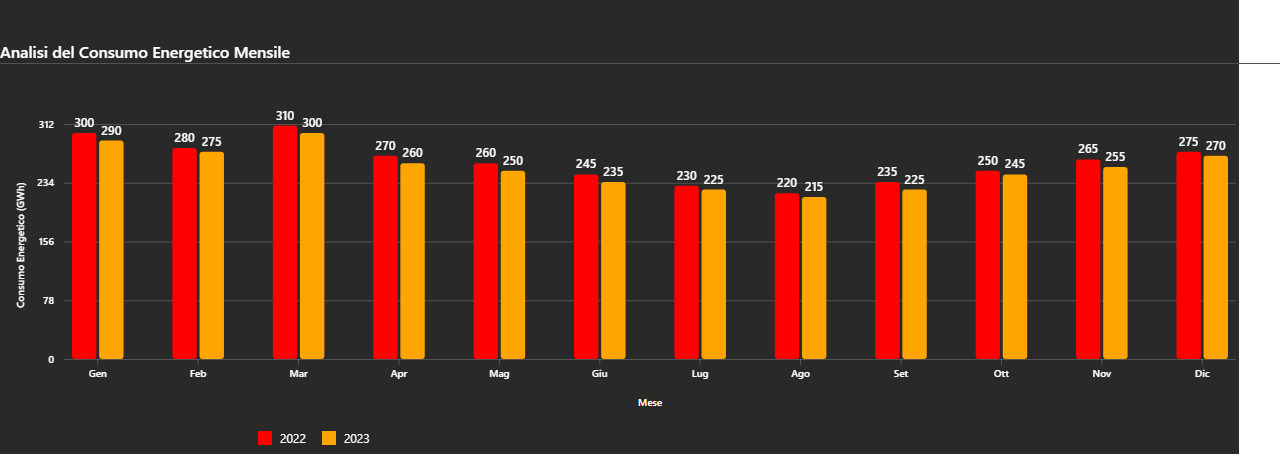 Analisi del Consumo Energetico Mensile
312
234
156
78
0
Consumo Energetico (GWh)
300 290 280 275 310 300 270 260 260 250 245 235 230 225 220 215 235 225 250 245 265 255 275 270
Gen Feb Mar Apr Mag Giu Lug Ago Set Ott Nov Dic
Mese
2022 2023